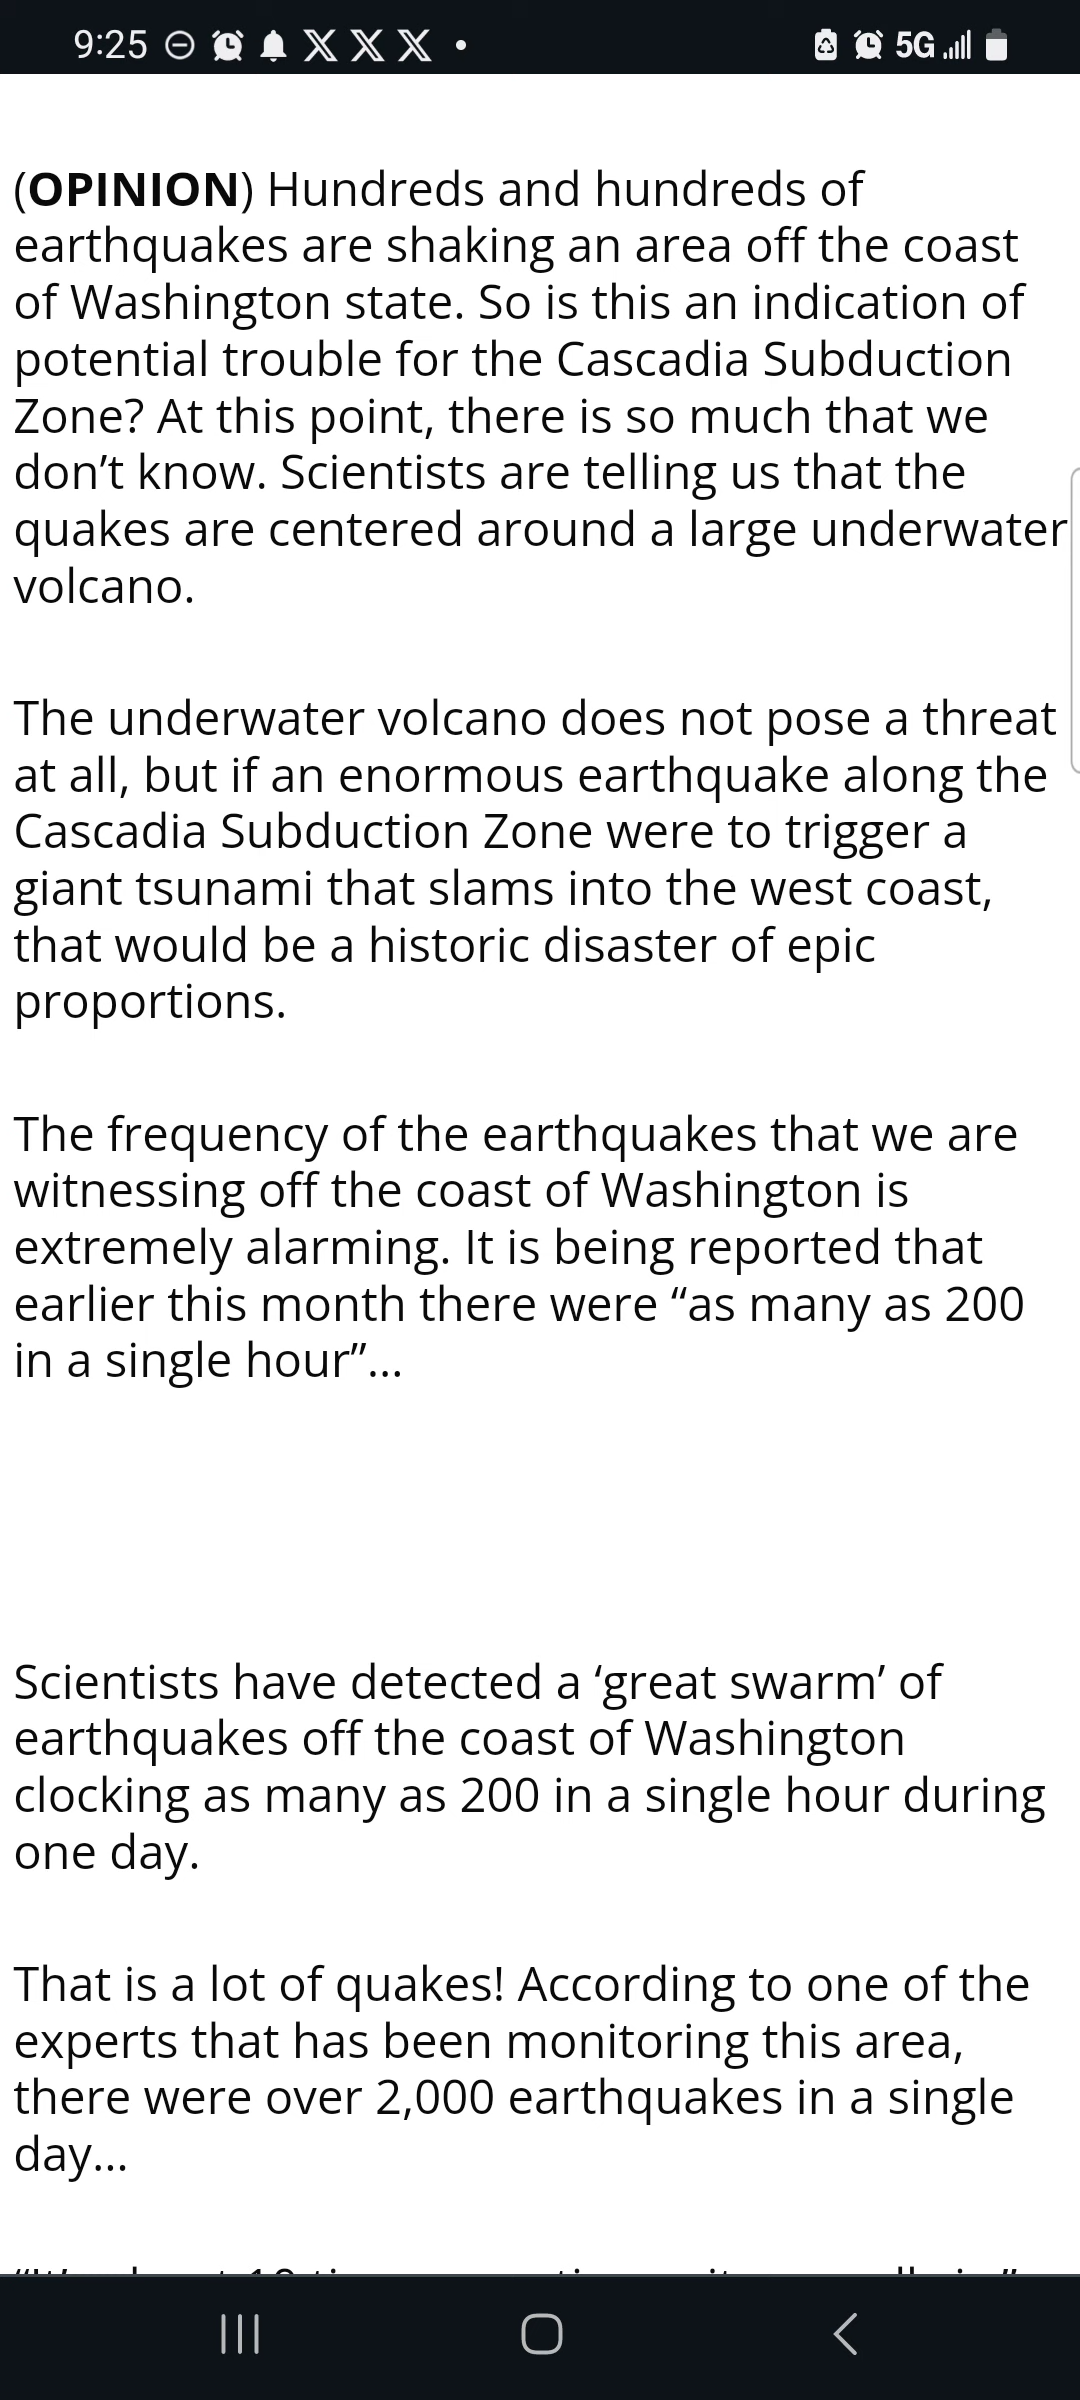 9:25
5G
(OPINION) Hundreds and hundreds of
earthquakes are shaking an area off the coast
of Washington state. So is this an indication of
potential trouble for the Cascadia Subduction
Zone? At this point, there is so much that we
don’t know. Scientists are telling us that the
quakes are centered around a large underwater
volcano.
The underwater volcano does not pose a threat
at all, but if an enormous earthquake along the
Cascadia Subduction Zone were to trigger a
giant tsunami that slams into the west coast,
that would be a historic disaster of epic
proportions.
The frequency of the earthquakes that we are
witnessing off the coast of Washington is
extremely alarming. It is being reported that
earlier this month there were “as many as 200
in a single hour”…
Scientists have detected a ‘great swarm’ of
earthquakes off the coast of Washington
clocking as many as 200 in a single hour during
one day.
That is a lot of quakes! According to one of the
experts that has been monitoring this area,
there were over 2,000 earthquakes in a single
day…